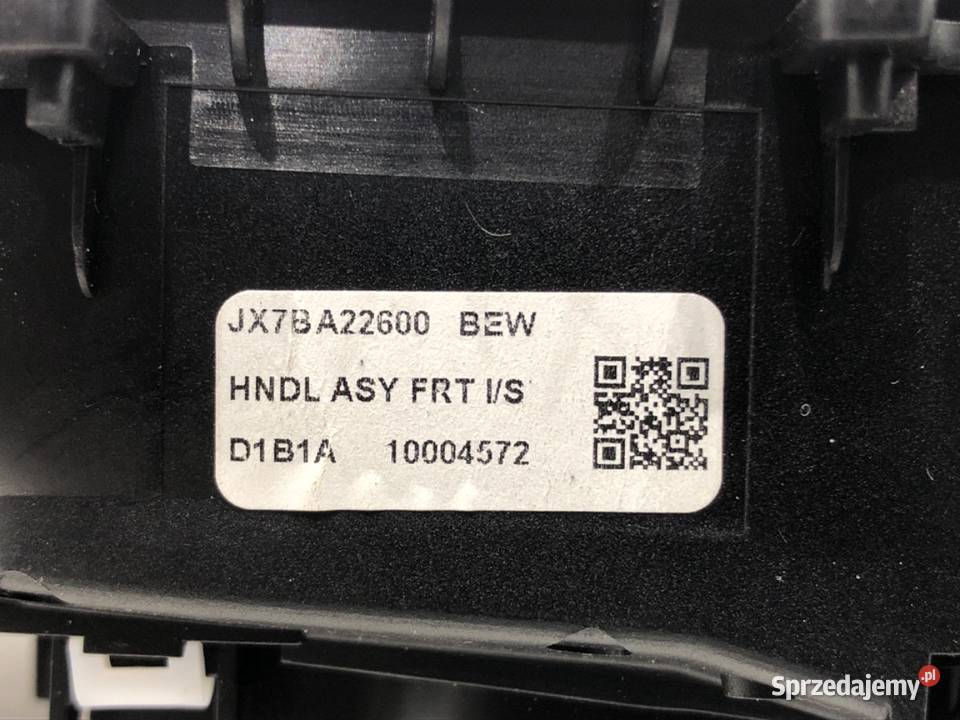 JX7BA22600 BEW
HNDL ASY FRT I/S
D1B1A 10004572
Sprzedajemy.pl